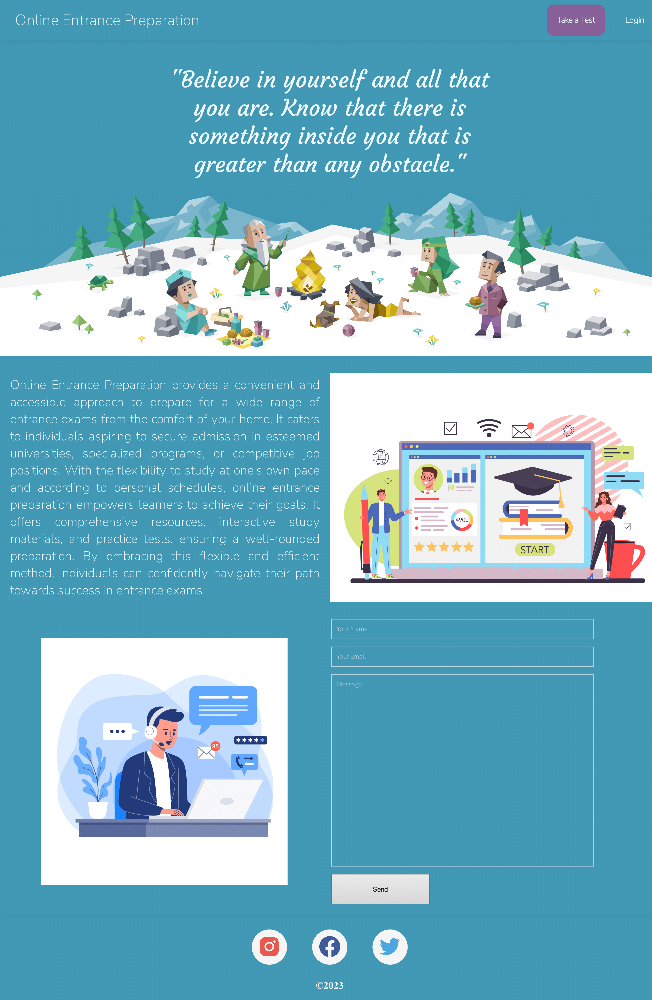 Online Entrance Preparation
Take a Test
Login
"Believe in yourself and all that
you are. Know that there is
something inside you that is
greater than any obstacle."
Online Entrance Preparation provides a convenient and
accessible approach to prepare for a wide range of
entrance exams from the comfort of your home. It caters
to individuals aspiring to secure admission in esteemed
universities, specialized programs, or competitive job
positions. With the flexibility to study at one's own pace
and according to personal schedules, online entrance
preparation empowers learners to achieve their goals. It
offers comprehensive resources, interactive study
materials, and practice tests, ensuring a well-rounded
preparation. By embracing this flexible and efficient
method, individuals can confidently navigate their path
towards success in entrance exams.
4900
START
Your Name
Your Email
Message
85
*****
Send
©2023